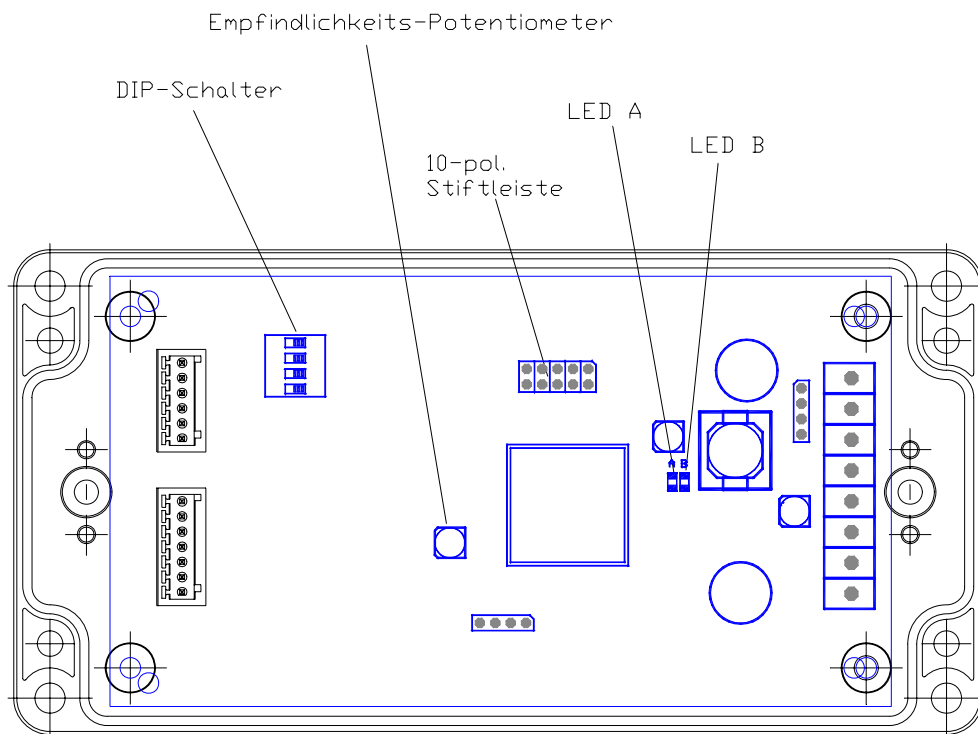 Empfindlichkeits-Potentiometer
DIP-Schalter
LED A
LED B
10-pol.
Stiftleiste
A B